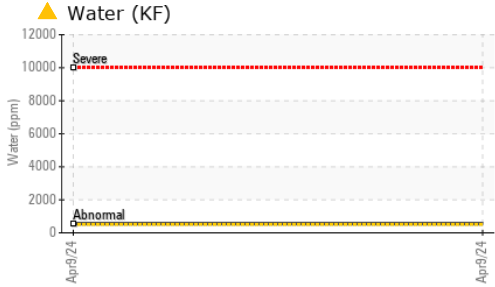 Water (KF)
12000
10000
8000
6000
4000
2000
0
Water (ppm)
Severe
Abnormal
Apr9/24
Apr9/24